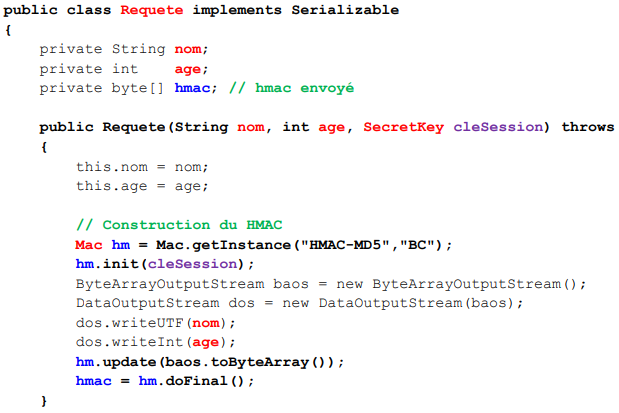 public class Requete implements Serializable
{
private String nom;
private int age;
private byte[] hmac; // hmac envoyé
public Requete(String nom, int age, SecretKey cleSession) throws
{
this.nom = nom;
this.age = age;
// Construction du HMAC
Mac hm = Mac.getInstance("HMAC-MD5","BC");
hm.init(cleSession);
ByteArrayOutputStream baos = new ByteArrayOutputStream();
DataOutputStream dos = new DataOutputStream(baos);
dos.writeUTF(nom);
dos.writeInt(age);
hm.update(baos.toByteArray());
hmac = hm.doFinal();
}